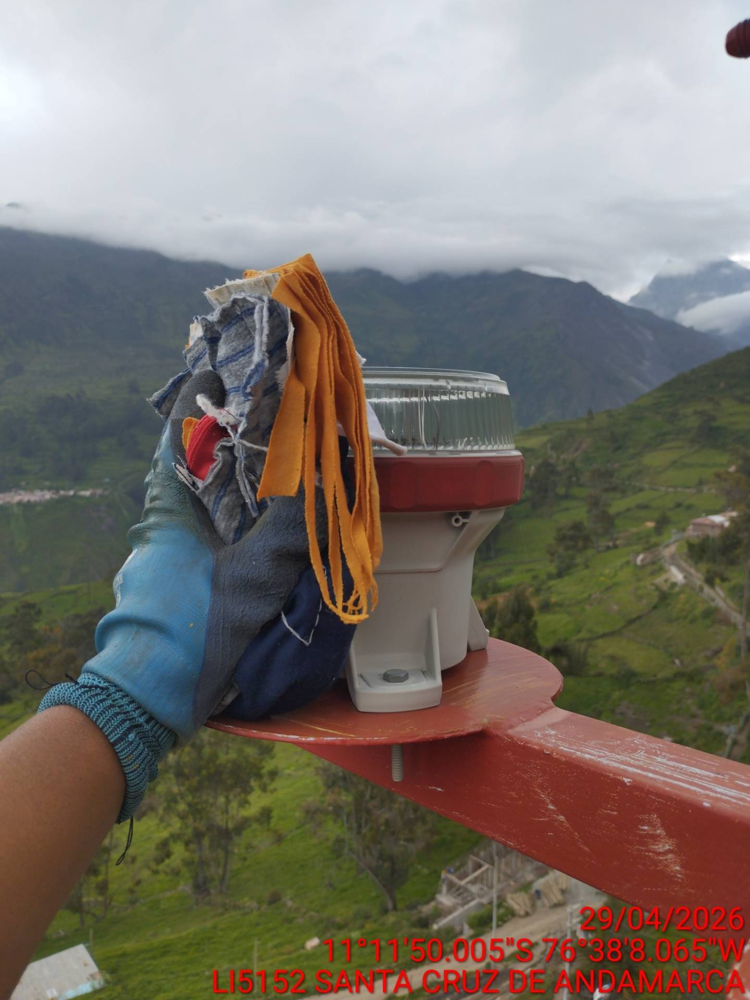 29/04/2026
11°11'50.005"S 76°38'8.065"W
LI5152 SANTA CRUZ DE ANDAMARCA